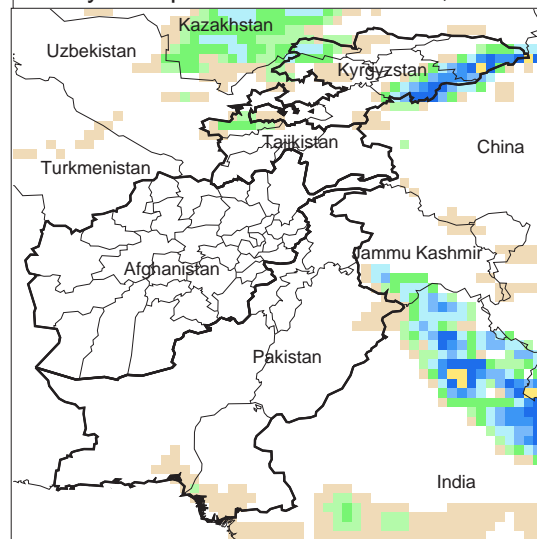 Kazakhstan
Uzbekistan
Kyrgyzstan
Tajikistan
China
Turkmenistan
Jammu Kashmir
Afghanistan
Pakistan
India